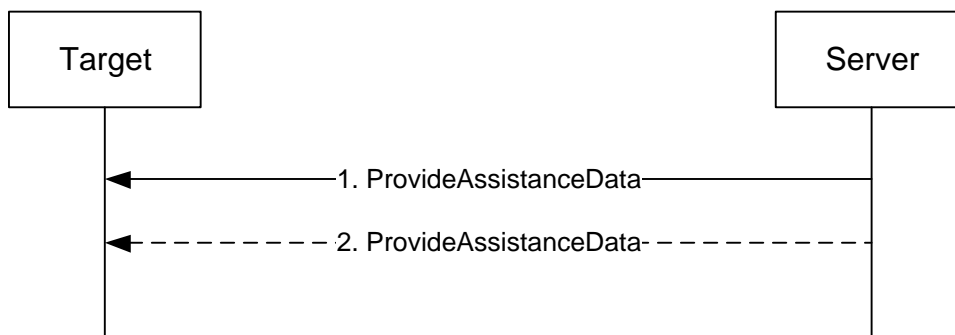 Target
Server
1. ProvideAssistanceData
2. ProvideAssistanceData